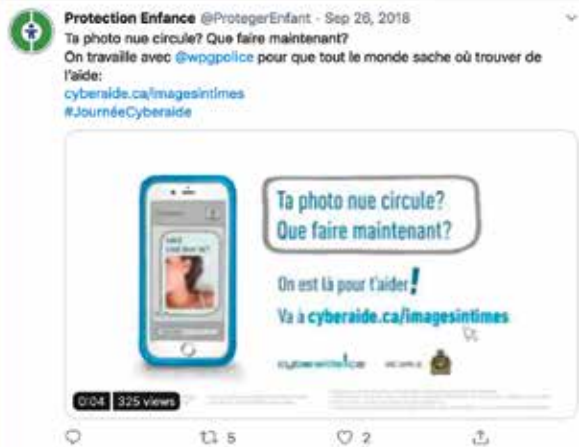 Protection Enfance @ProtegerEnfant · Sep 26, 2018
Ta photo nue circule? Que faire maintenant?
On travaille avec @wpgpolice pour que tout le monde sache où trouver de
l'aide:
cyberaide.ca/imagesintimes
#JournéeCyberaide
Ta photo nue circule?
Que faire maintenant?
On est là pour t'aider!
Va à cyberaide.ca/imagesintimes
cyberaide.ca
0:04 325 views
5 2